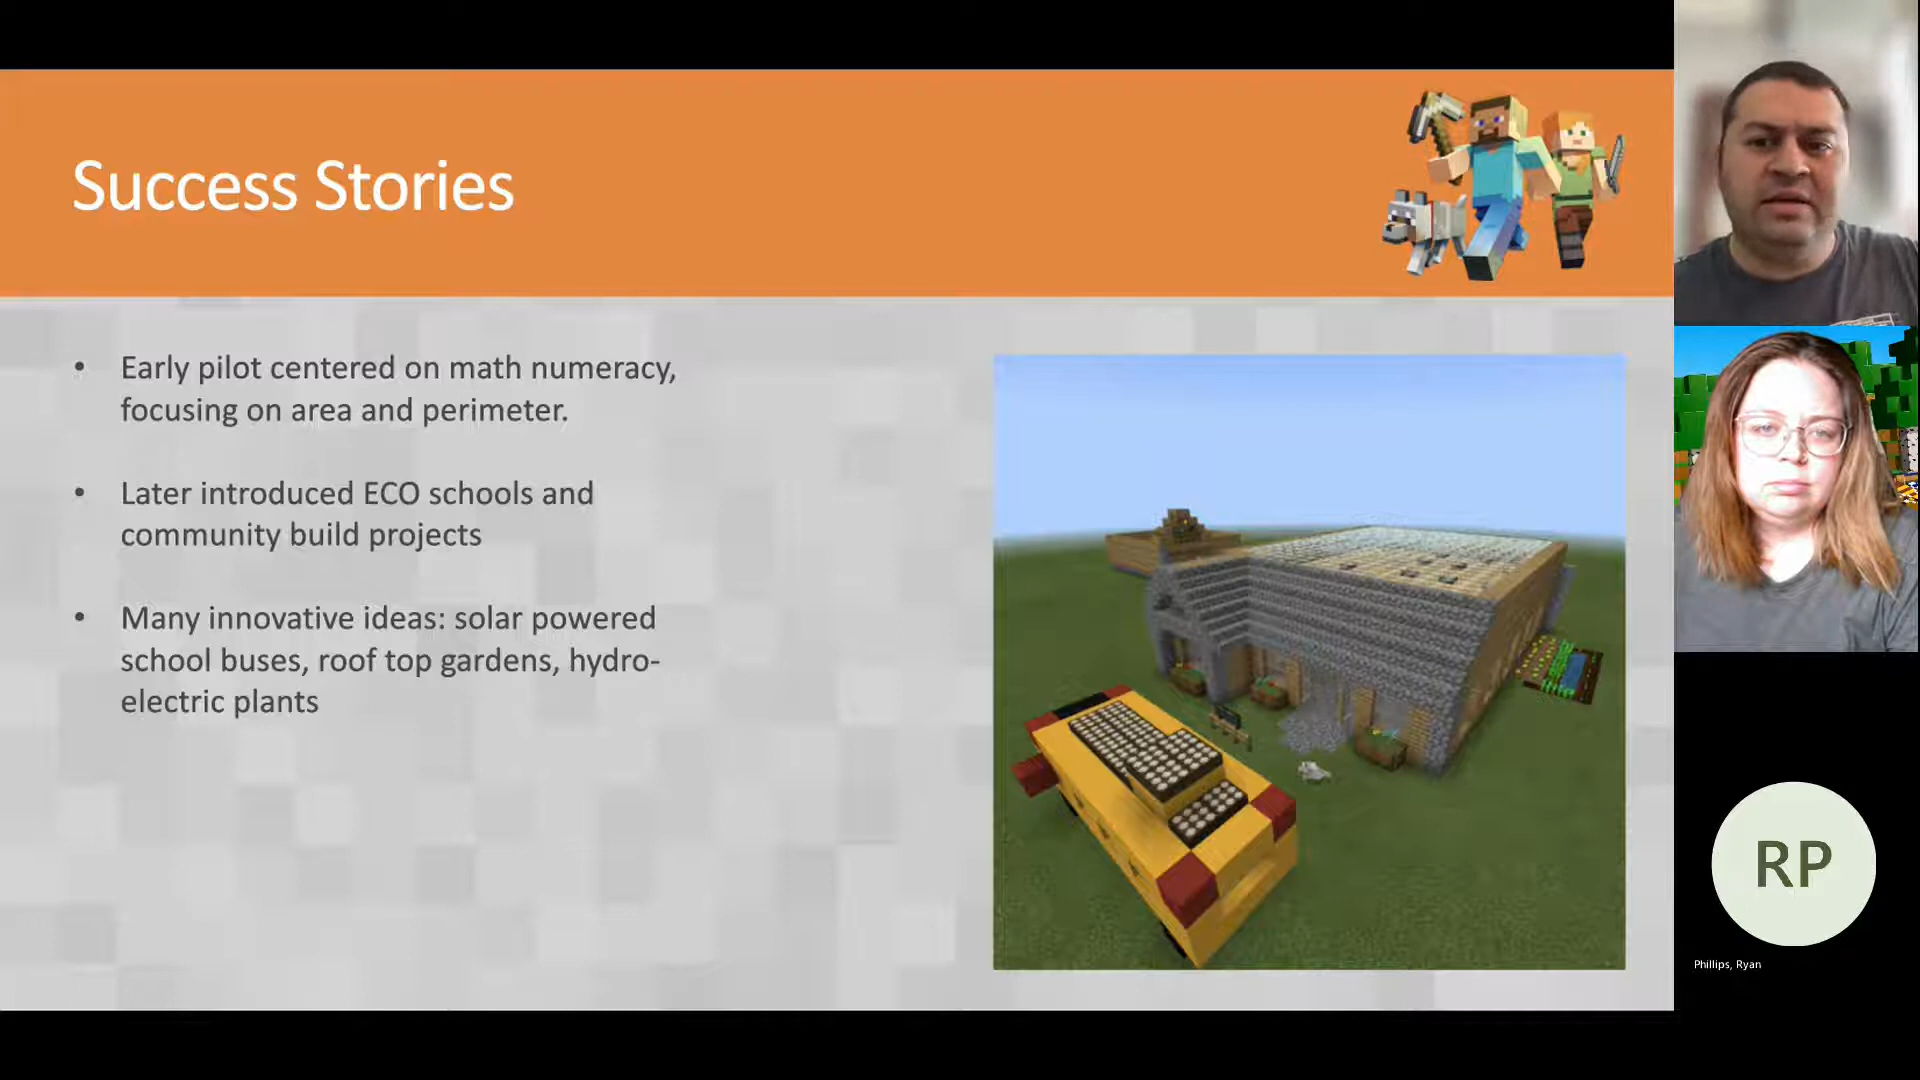 Success Stories
• Early pilot centered on math numeracy,
focusing on area and perimeter.
• Later introduced ECO schools and
community build projects
• Many innovative ideas: solar powered
school buses, roof top gardens, hydro-
electric plants
RP
Phillips, Ryan